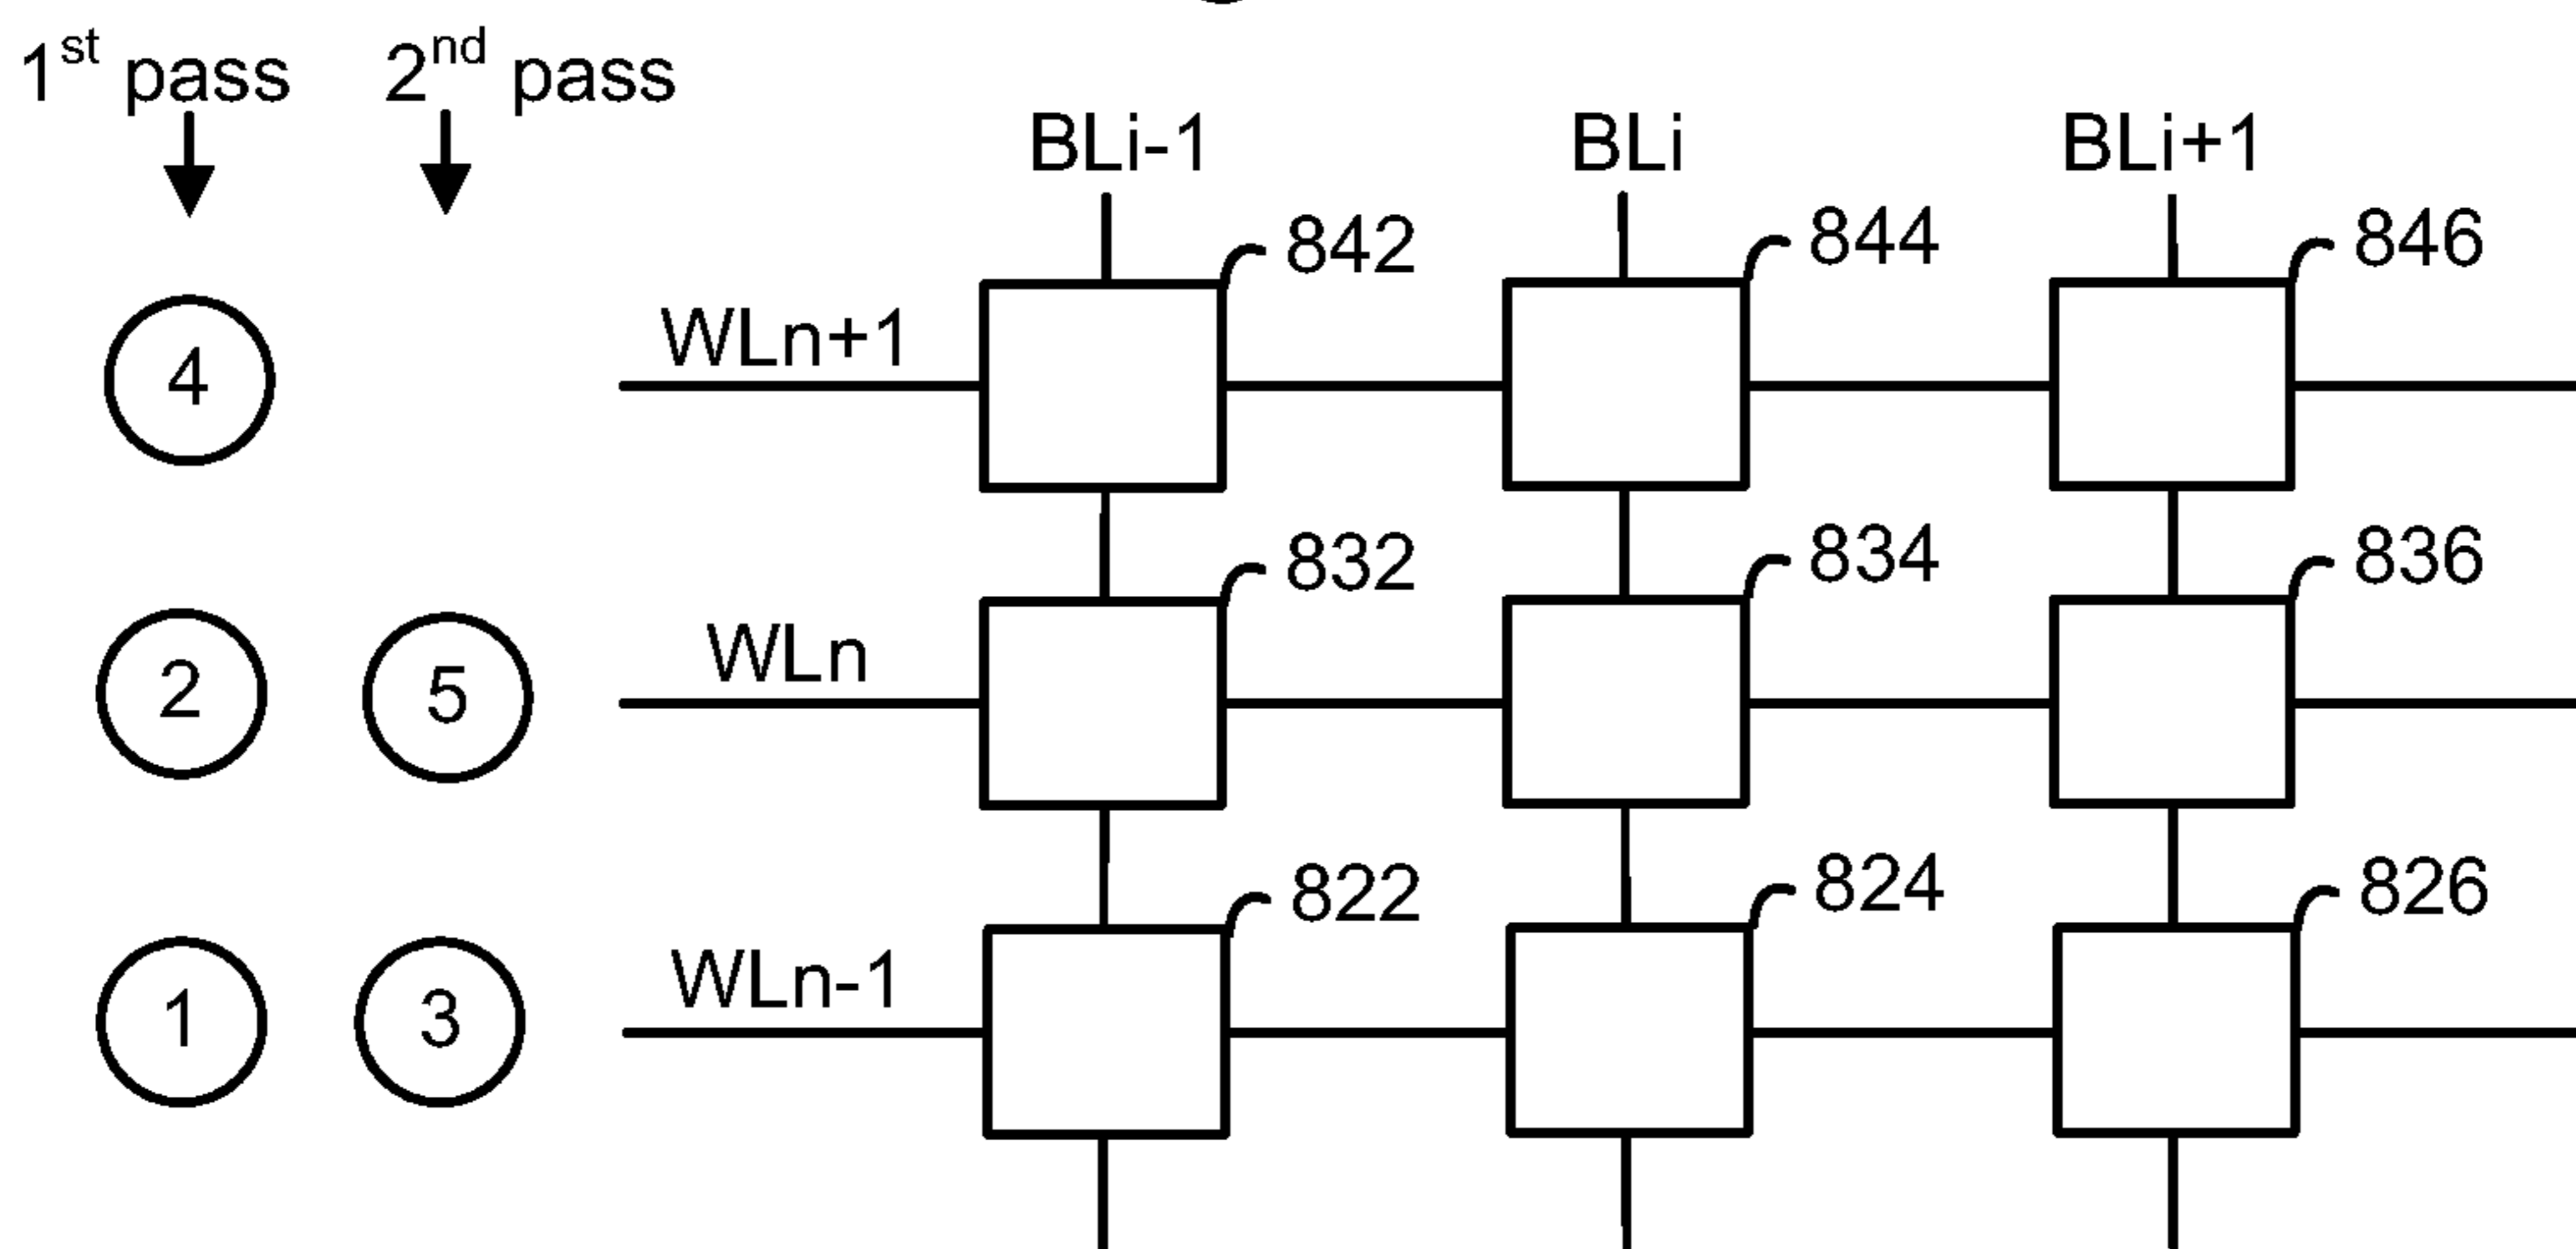 1st pass 2nd pass
BLi-1 BLi BLi+1
842 844 846
4 WLn+1
832 834 836
2 5 WLn
822 824 826
1 3 WLn-1